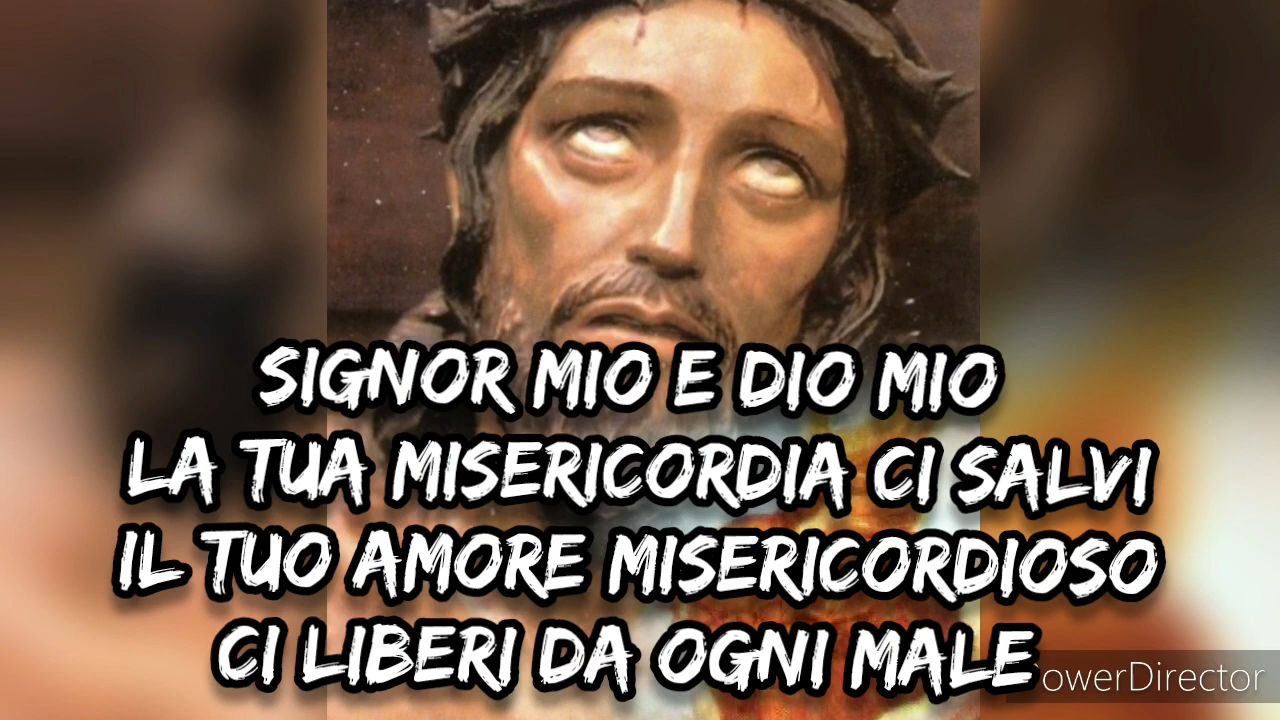 SIGNOR MIO E DIO MIO
LA TUA MISERICORDIA CI SALVI
IL TUO AMORE MISERICORDIOSO
CI LIBERI DA OGNI MALE
owerDirector